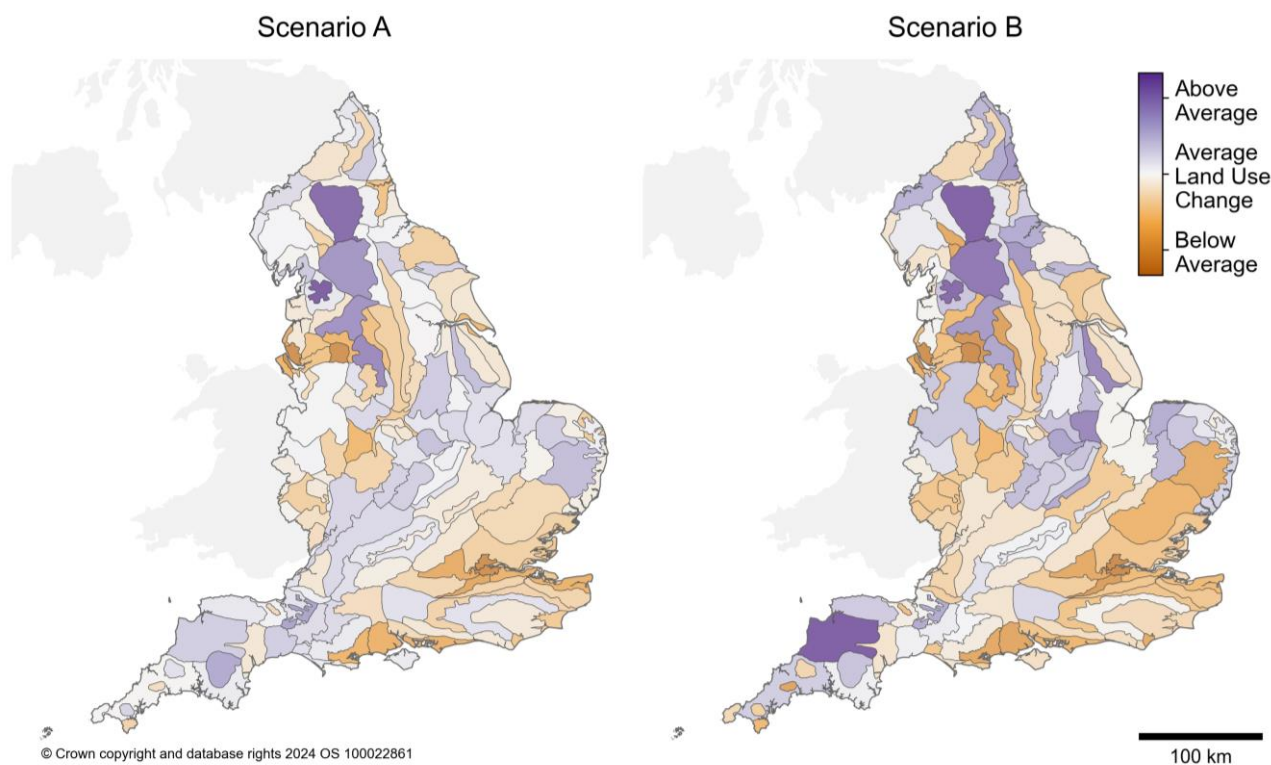 Scenario A
Scenario B
Above
Average
Average
Land Use
Change
Below
Average
© Crown copyright and database rights 2024 OS 100022861
100 km